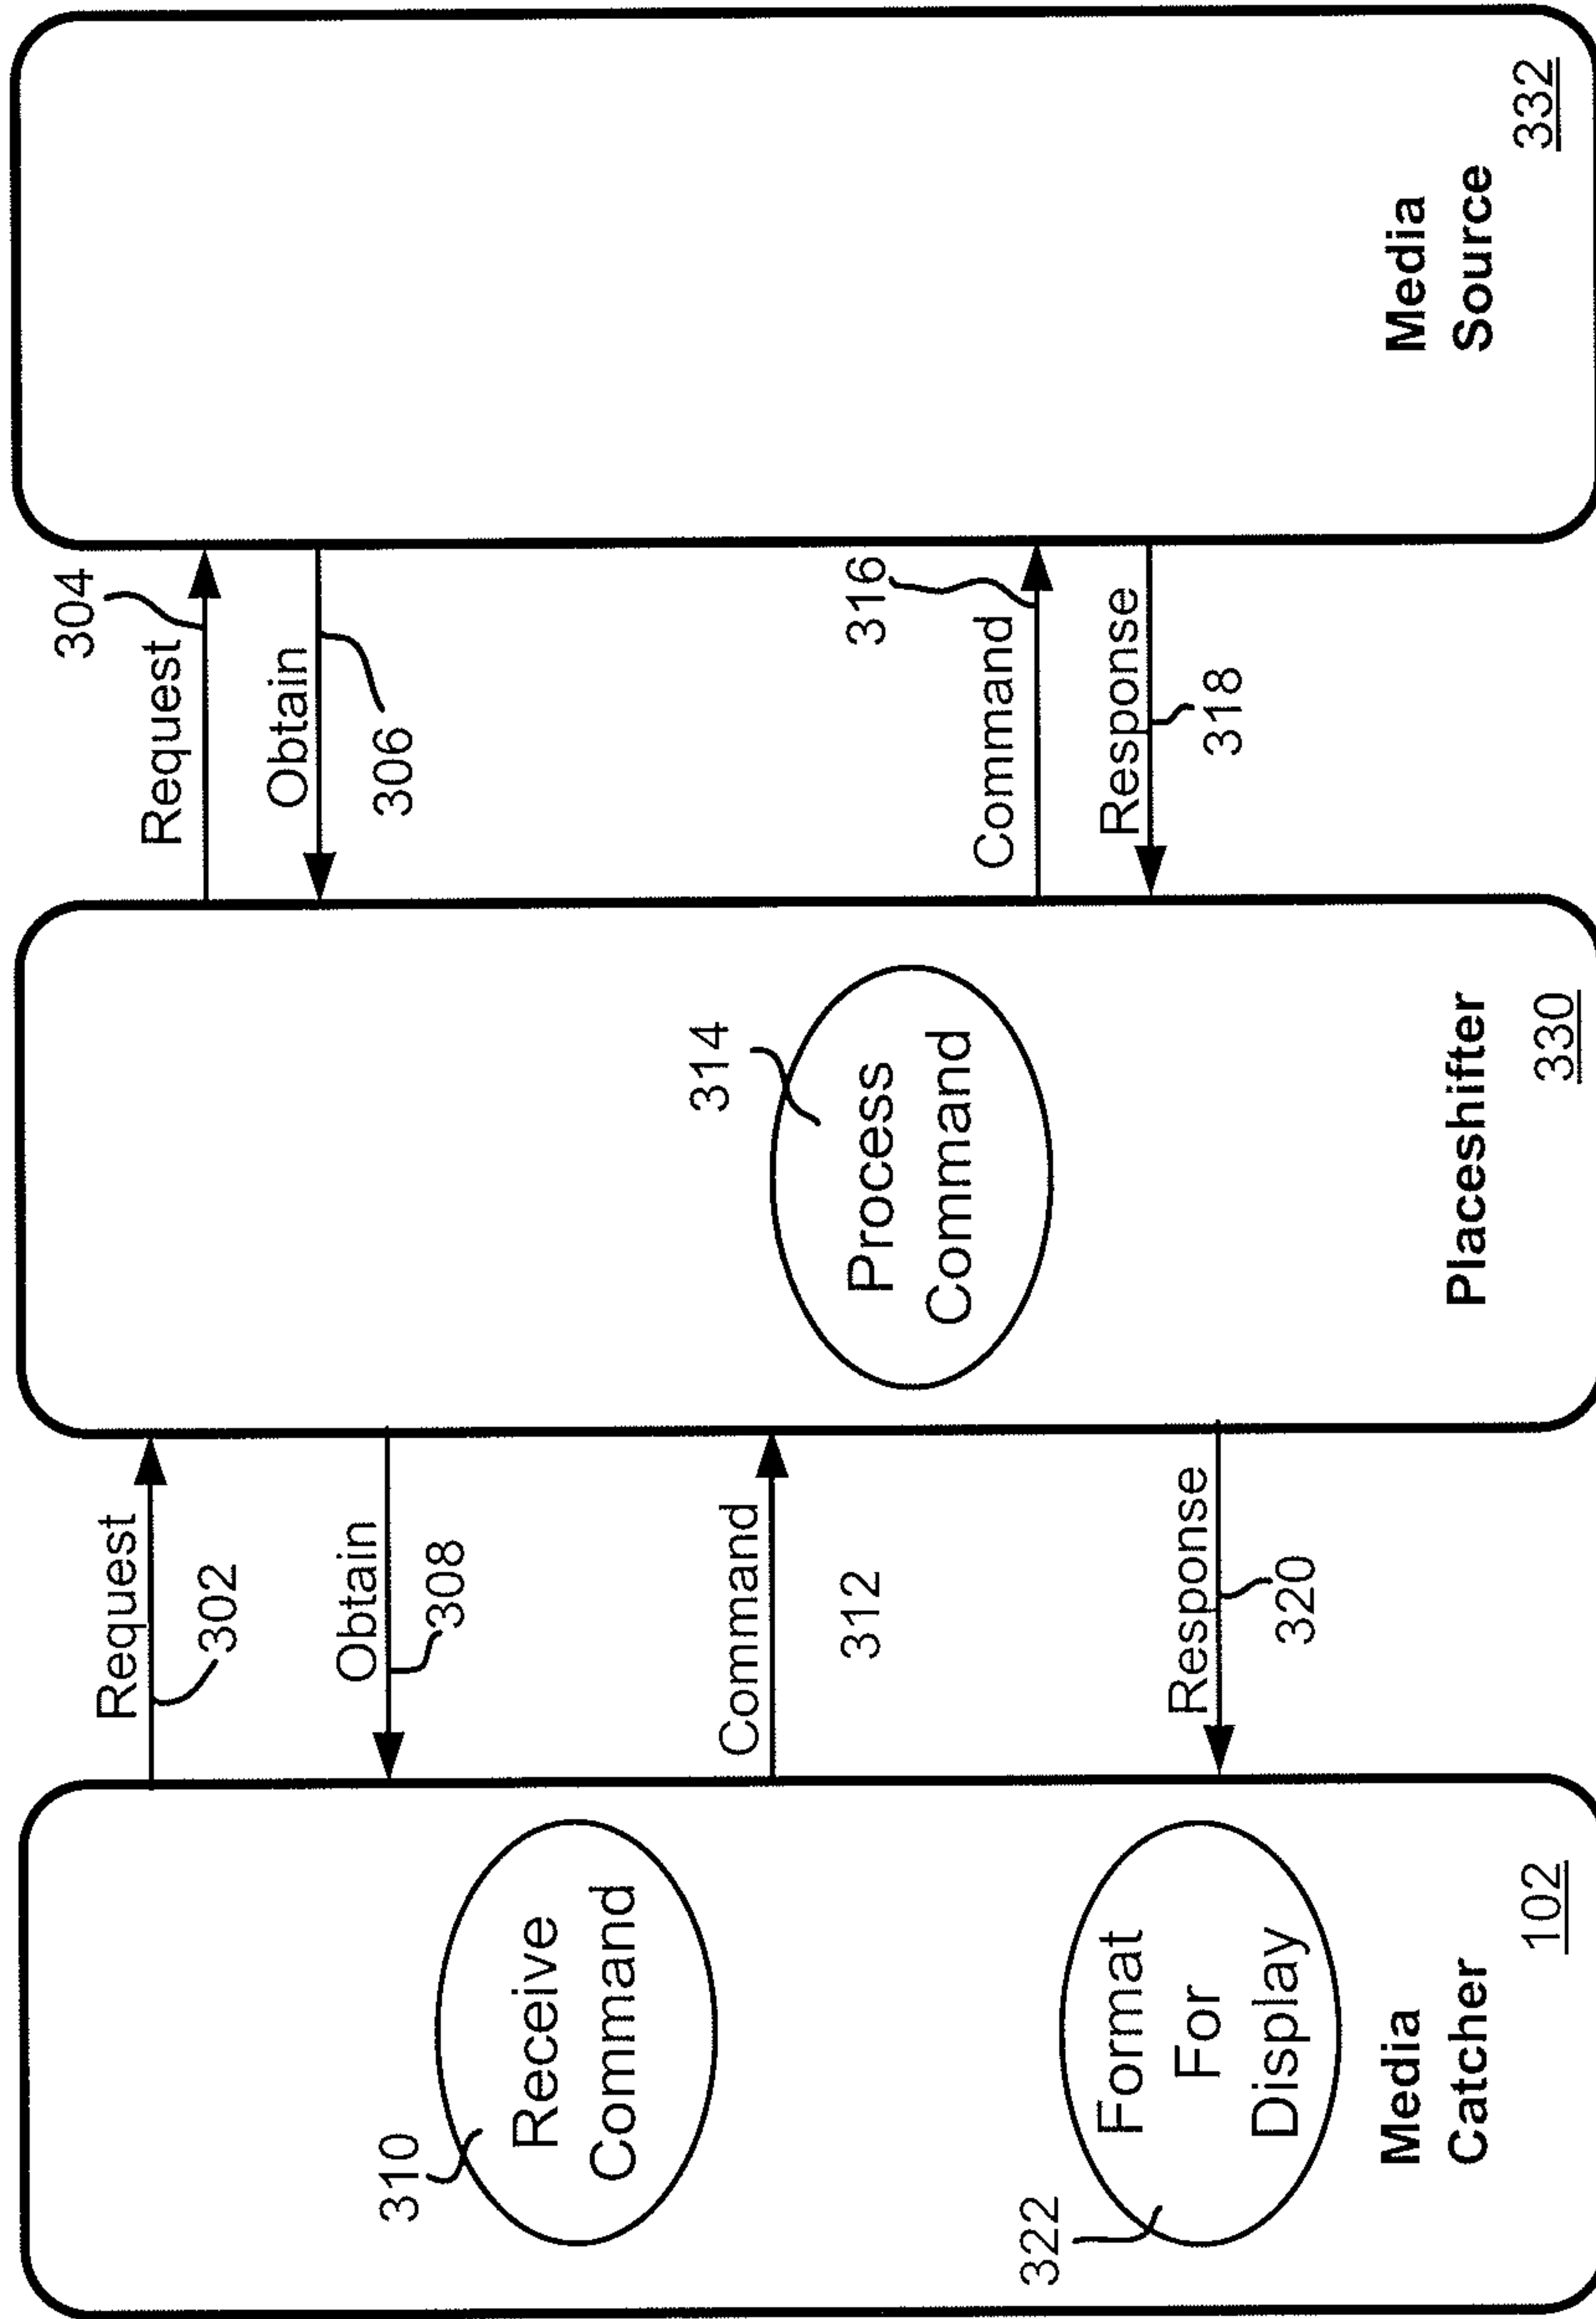 Request
302
Obtain
308
310
Receive
Command
Command
312
322
Format
For
Display
Response
320
Media
Catcher
102
Request
304
Obtain
306
314
Process
Command
Command
316
Response
318
Placeshifter
330
Media
Source
332